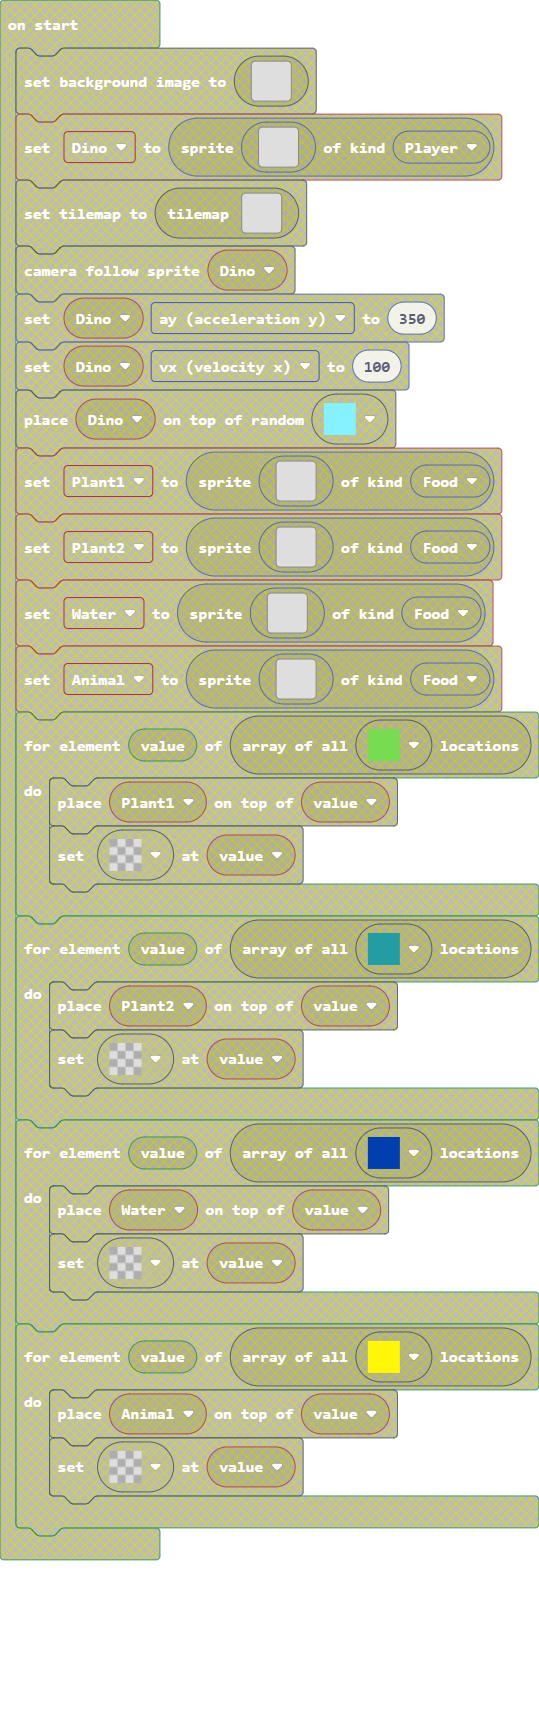 on start
set background image to
set Dino to sprite of kind Player
set tilemap to tilemap
camera follow sprite Dino
set Dino ay (acceleration y) to 350
set Dino vx (velocity x) to 100
place Dino on top of random
set Plant1 to sprite of kind Food
set Plant2 to sprite of kind Food
set Water to sprite of kind Food
set Animal to sprite of kind Food
for element value of array of all locations
do
place Plant1 on top of value
set at value
for element value of array of all locations
do
place Plant2 on top of value
set at value
for element value of array of all locations
do
place Water on top of value
set at value
for element value of array of all locations
do
place Animal on top of value
set at value